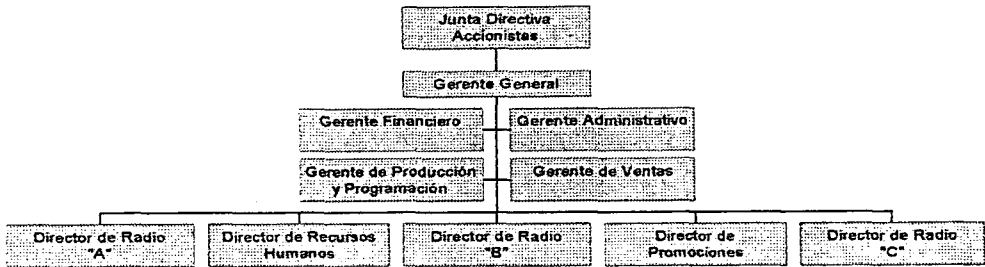 Junta Directiva
Accionistas
Gerente General
Gerente Financiero
Gerente Administrativo
Gerente de Producción
y Programación
Gerente de Ventas
Director de Radio
"A"
Director de Recursos
Humanos
Director de Radio
"B"
Director de
Promociones
Director de Radio
"C"